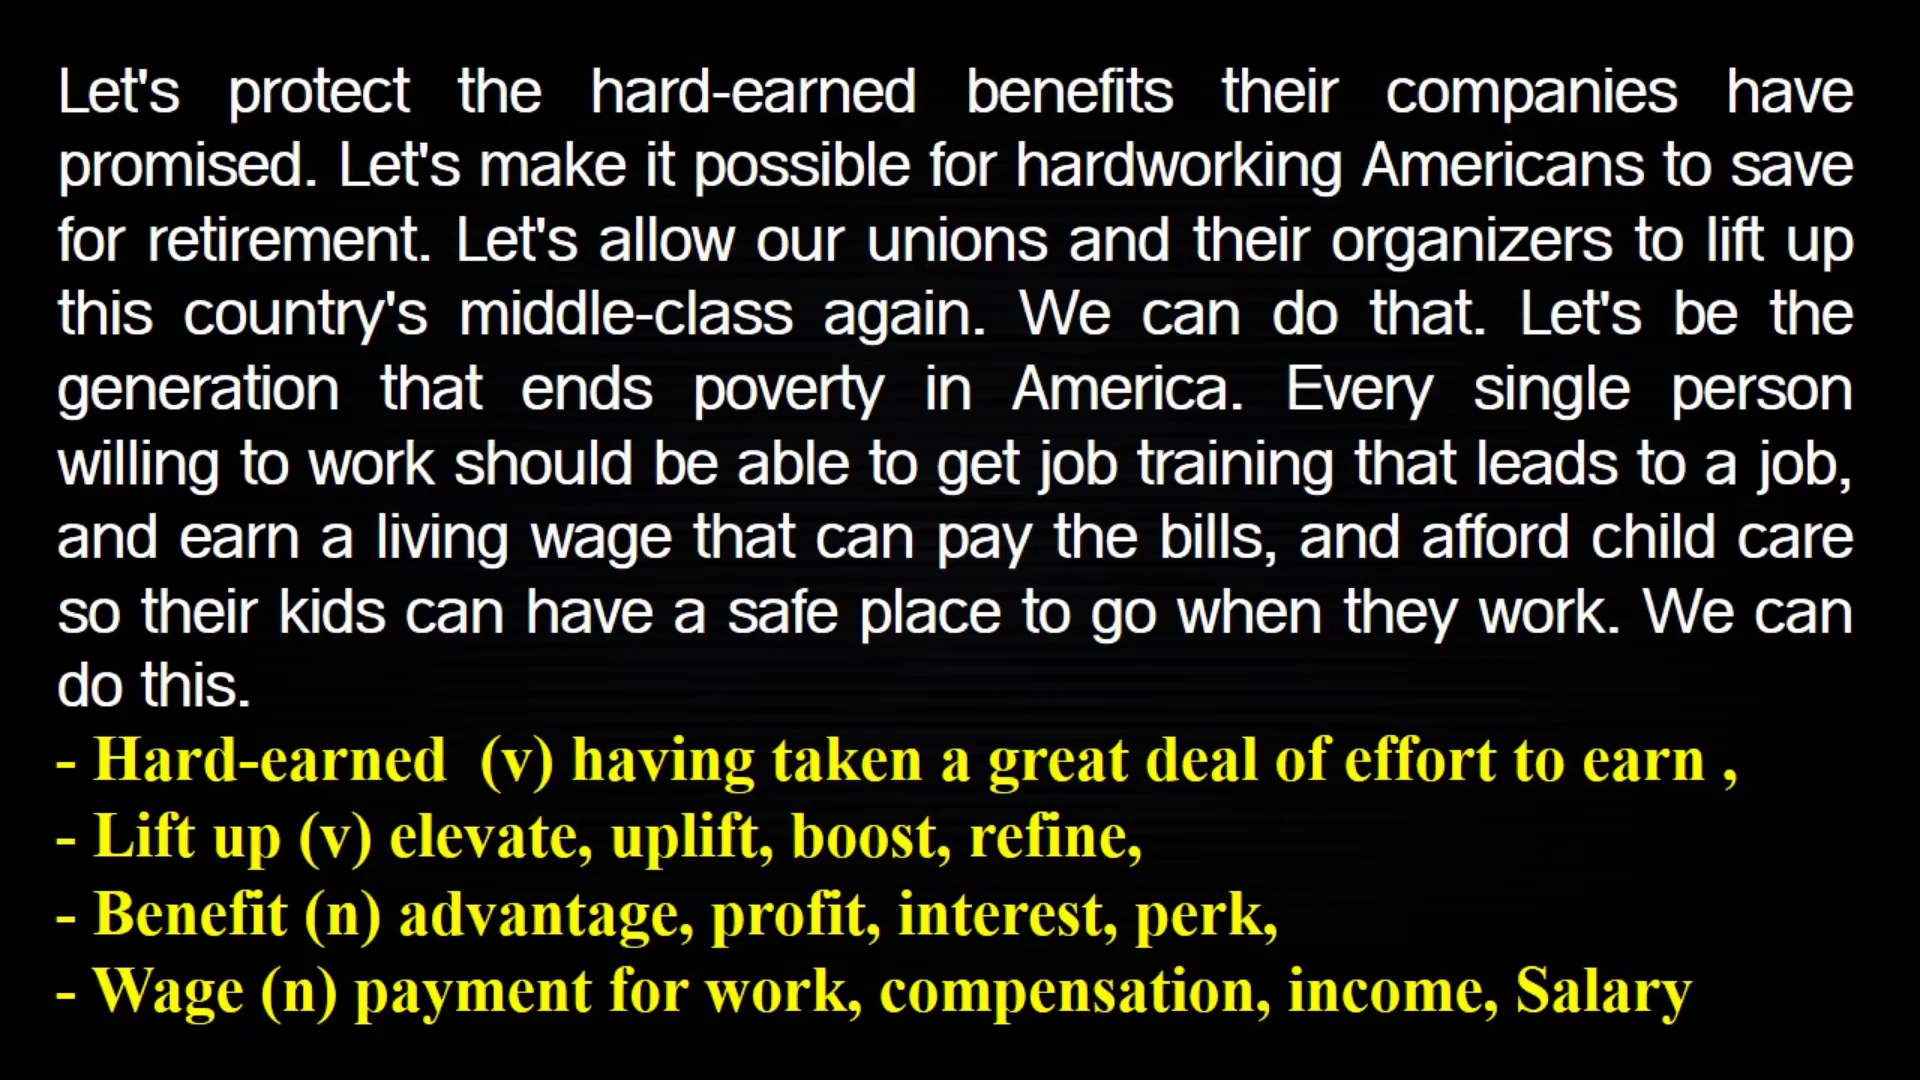 Let's protect the hard-earned benefits their companies have
promised. Let's make it possible for hardworking Americans to save
for retirement. Let's allow our unions and their organizers to lift up
this country's middle-class again. We can do that. Let's be the
generation that ends poverty in America. Every single person
willing to work should be able to get job training that leads to a job,
and earn a living wage that can pay the bills, and afford child care
so their kids can have a safe place to go when they work. We can
do this.
- Hard-earned (v) having taken a great deal of effort to earn ,
- Lift up (v) elevate, uplift, boost, refine,
- Benefit (n) advantage, profit, interest, perk,
- Wage (n) payment for work, compensation, income, Salary